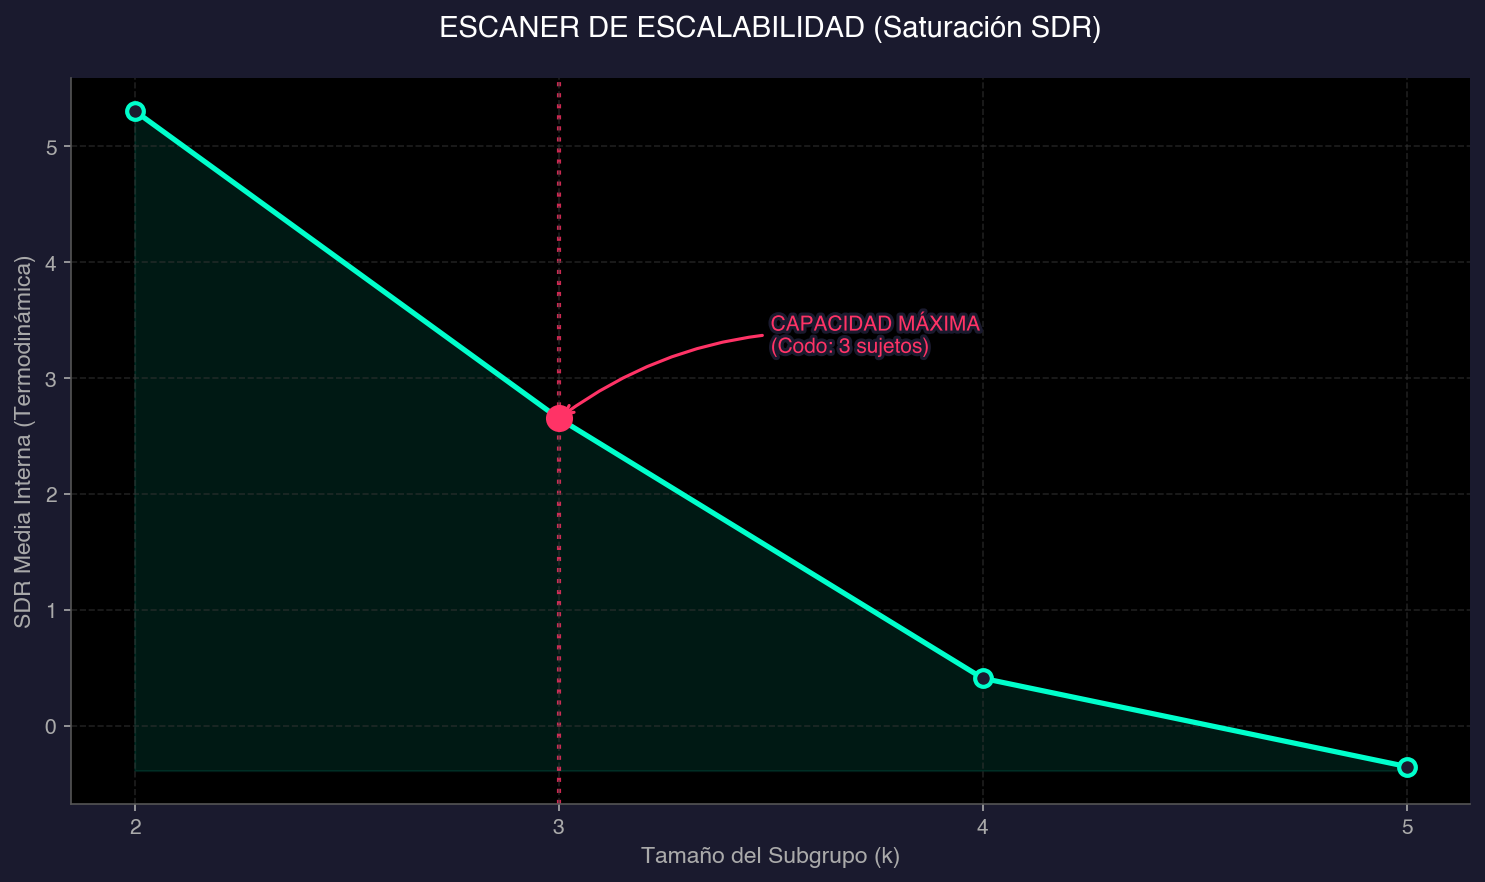 ESCANER DE ESCALABILIDAD (Saturación SDR)
SDR Media Interna (Termodinámica)
5
4
3
2
1
0
CAPACIDAD MÁXIMA
(Codo: 3 sujetos)
2
3
4
5
Tamaño del Subgrupo (k)